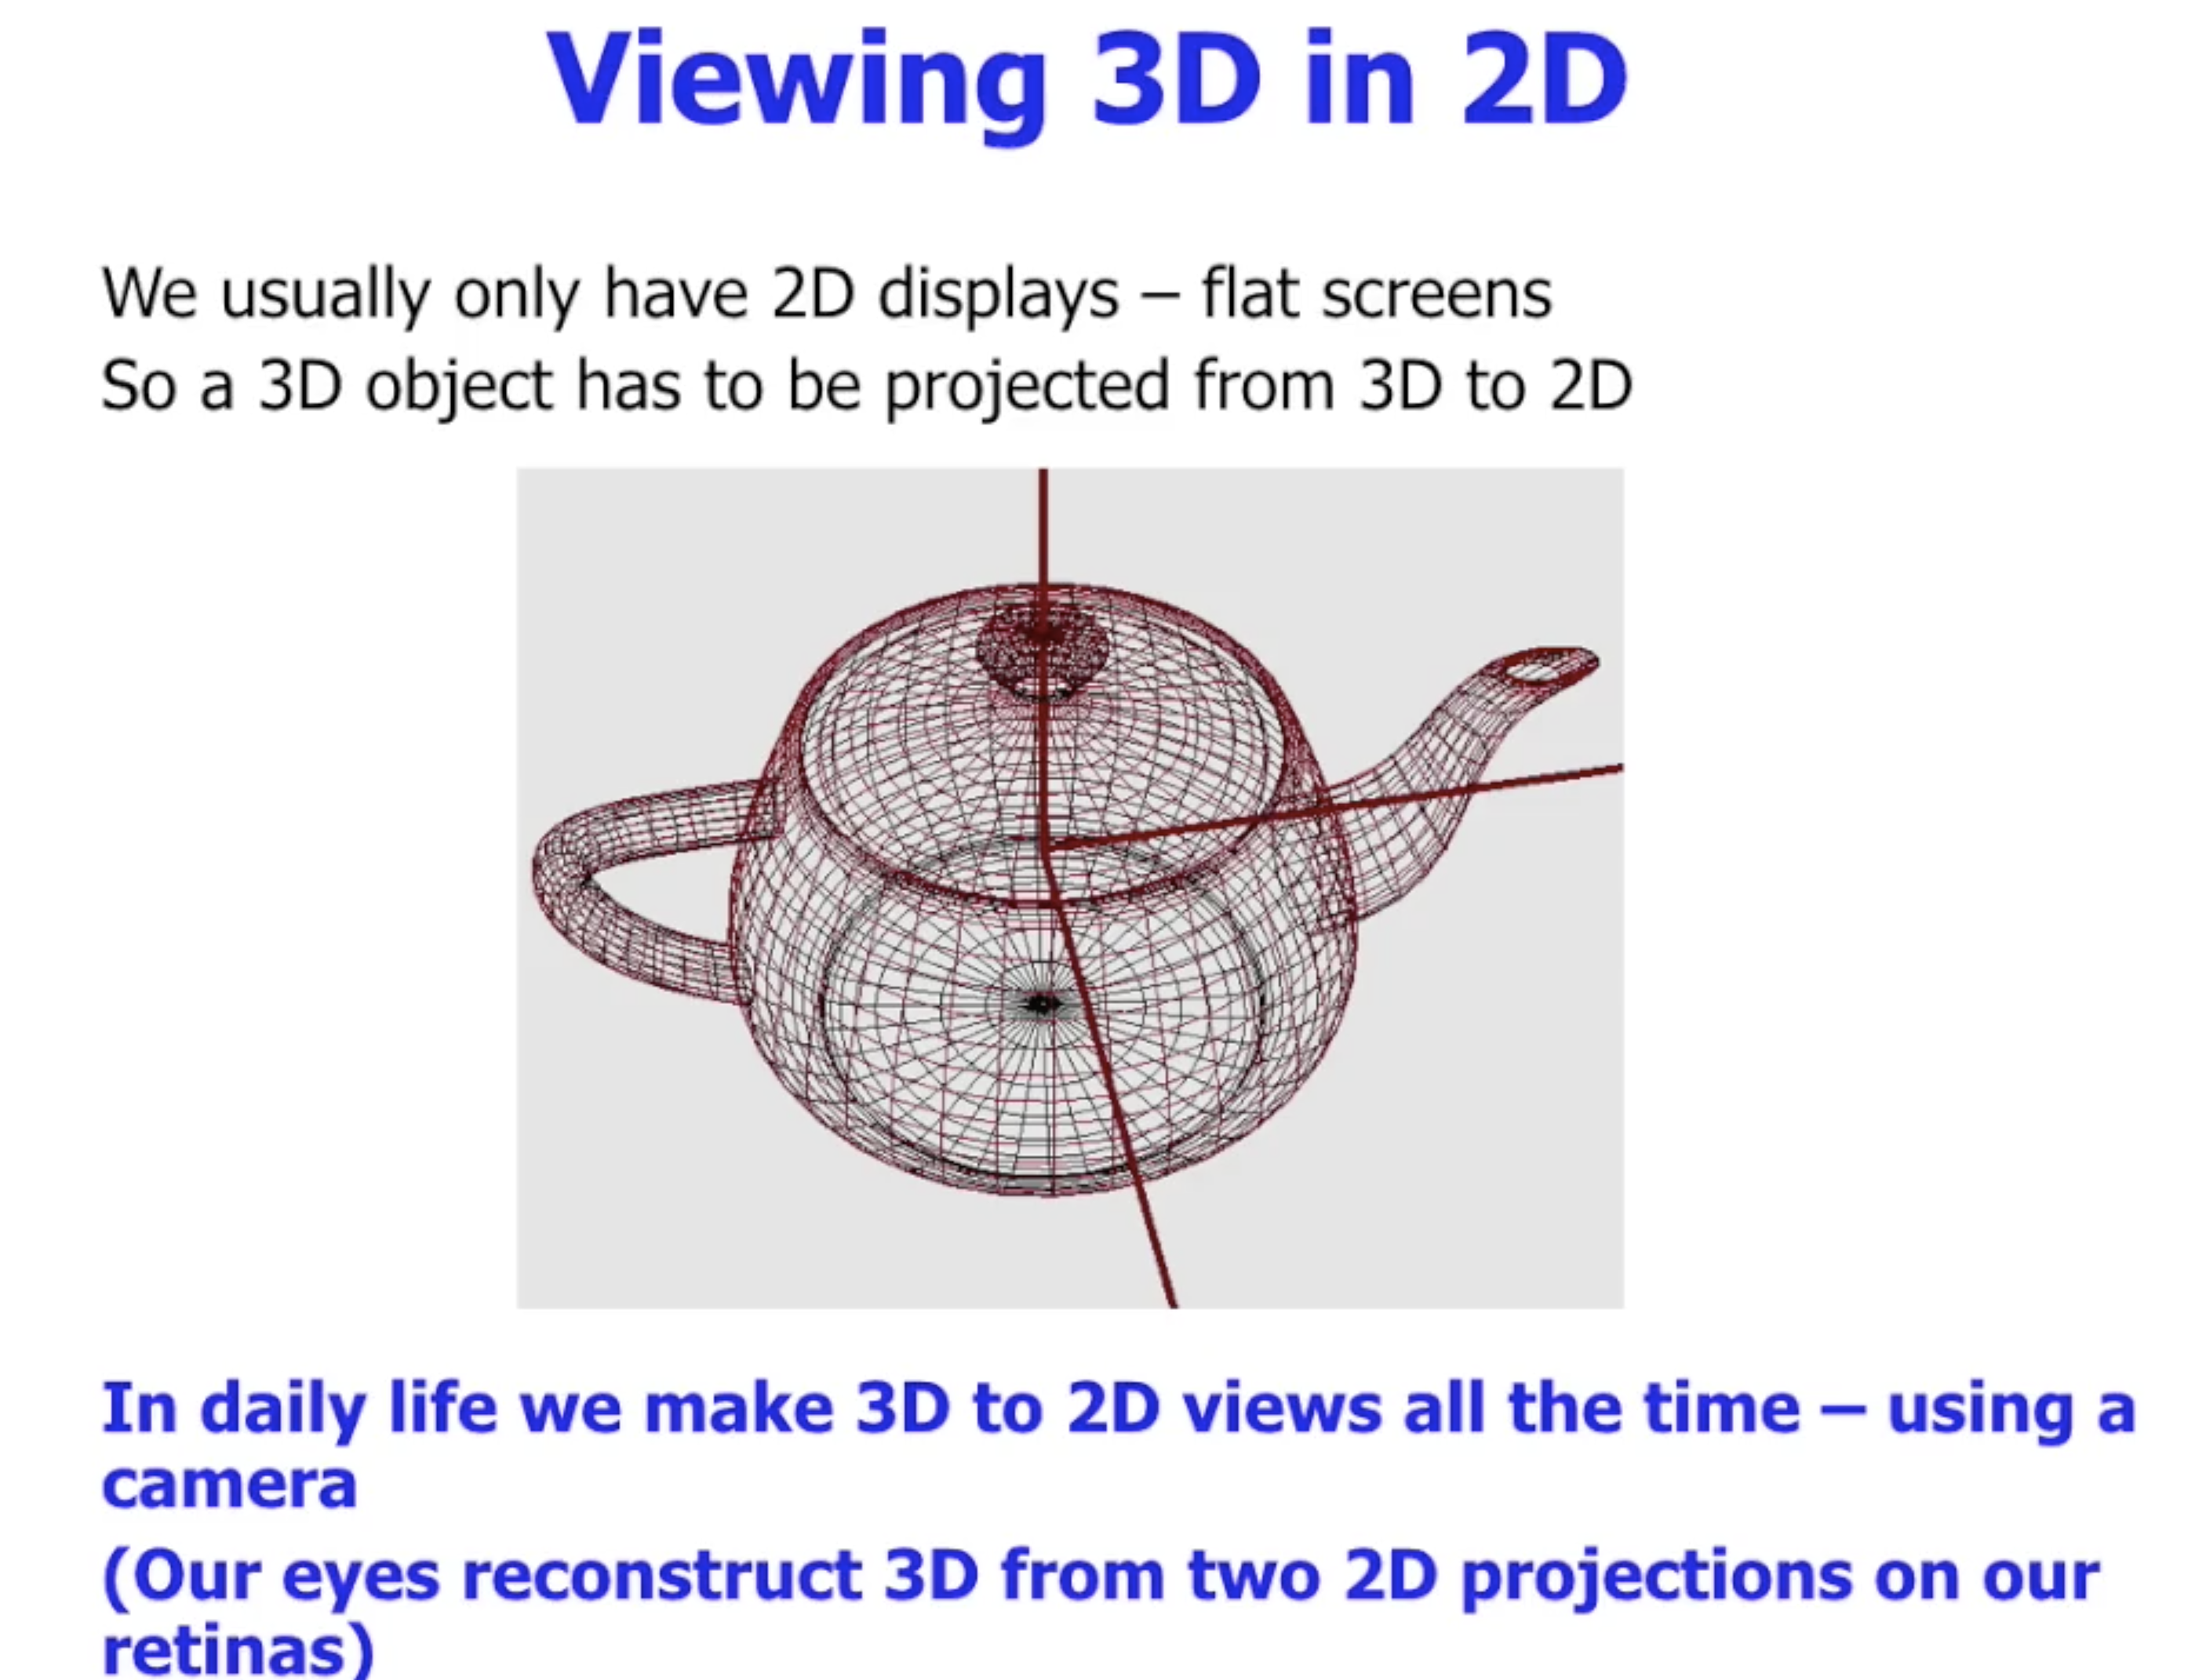 Viewing 3D in 2D
We usually only have 2D displays – flat screens
So a 3D object has to be projected from 3D to 2D
In daily life we make 3D to 2D views all the time – using a
camera
(Our eyes reconstruct 3D from two 2D projections on our
retinas)